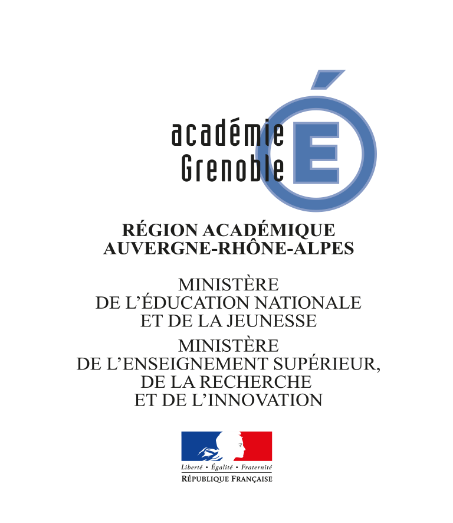 académie
Grenoble
É
RÉGION ACADÉMIQUE
AUVERGNE-RHÔNE-ALPES
MINISTÈRE
DE L’ÉDUCATION NATIONALE
ET DE LA JEUNESSE
MINISTÈRE
DE L’ENSEIGNEMENT SUPÉRIEUR,
DE LA RECHERCHE
ET DE L’INNOVATION
Liberté • Égalité • Fraternité
RÉPUBLIQUE FRANÇAISE